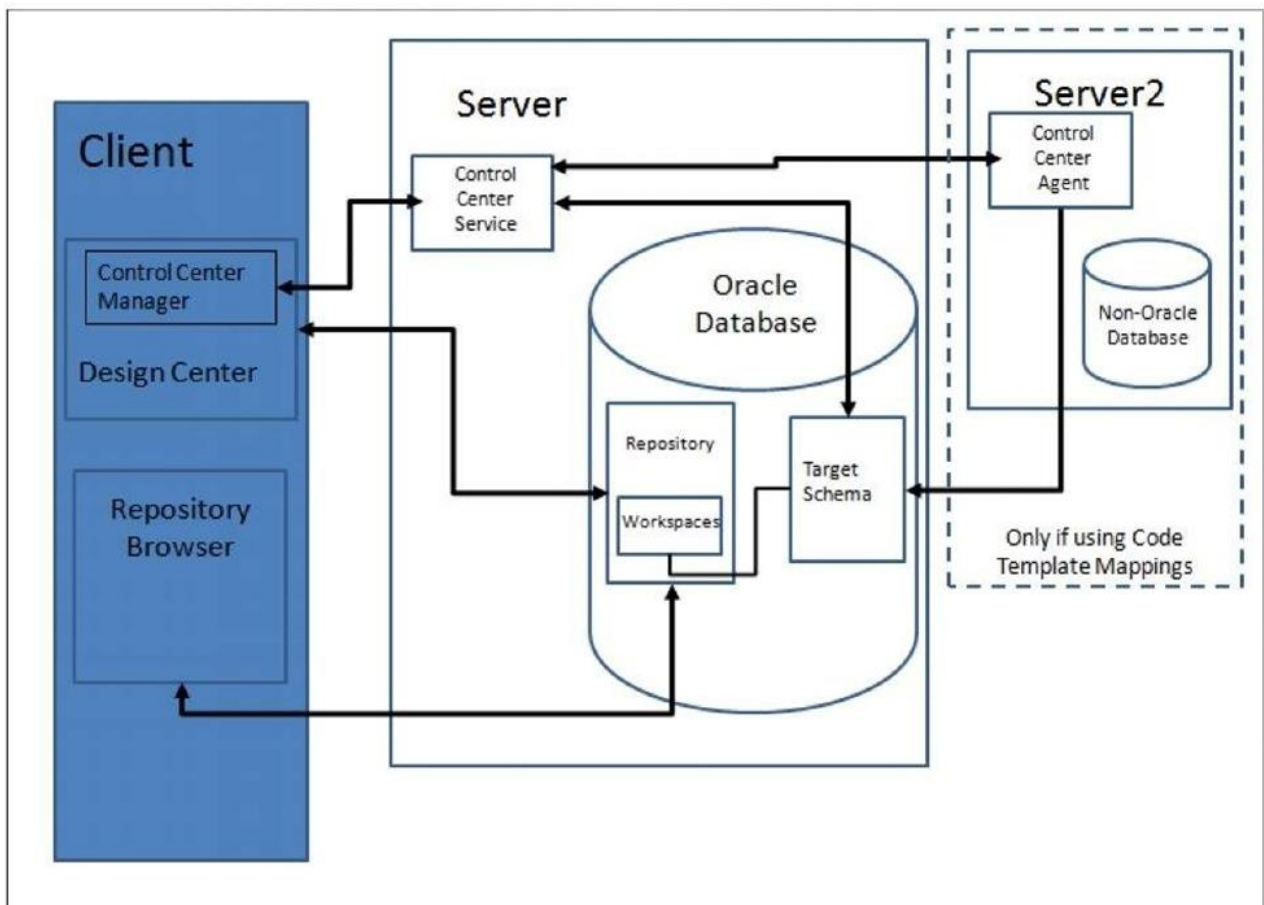 Client
Control Center
Manager
Design Center
Repository
Browser
Server
Control
Center
Service
Oracle
Database
Repository
Workspaces
Target
Schema
Server2
Control
Center
Agent
Non-Oracle
Database
Only if using Code
Template Mappings